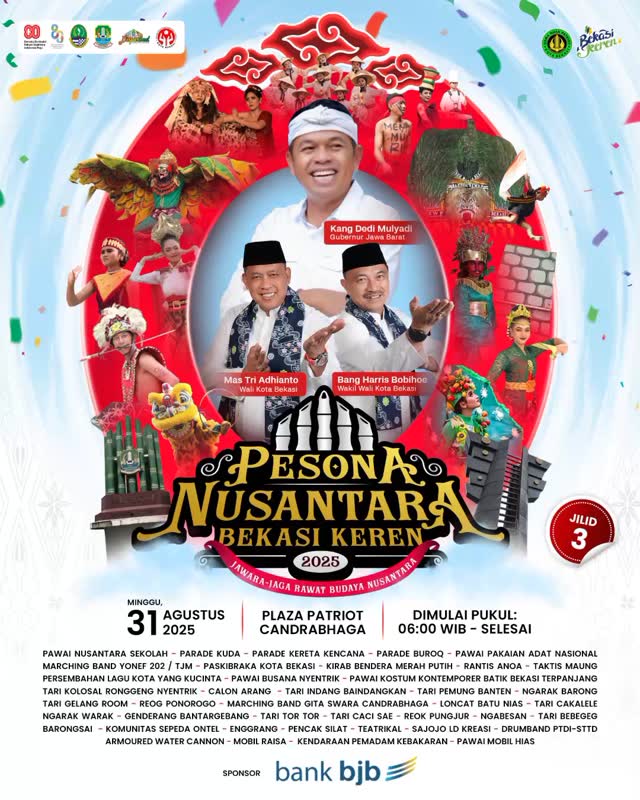 80
Bekasi
Keren
MEN
MU
RI
Kang Dedi Mulyadi
Gubernur Jawa Barat
Mas Tri Adhianto
Wali Kota Bekasi
Bang Harris Bobihoe
Wakil Wali Kota Bekasi
PESONA
NUSANTARA
BEKASI KEREN
2025
JAWARA-JAGA RAWAT BUDAYA NUSANTARA
JILID
3
MINGGU,
31 AGUSTUS
2025
PLAZA PATRIOT
CANDRABHAGA
DIMULAI PUKUL:
06:00 WIB - SELESAI
PAWAI NUSANTARA SEKOLAH - PARADE KUDA - PARADE KERETA KENCANA - PARADE BUROQ - PAWAI PAKAIAN ADAT NASIONAL
MARCHING BAND YONEF 202 / TJM - PASKIBRAKA KOTA BEKASI - KIRAB BENDERA MERAH PUTIH - RANTIS ANOA - TAKTIS MAUNG
PERSEMBAHAN LAGU KOTA YANG KUCINTA - PAWAI BUSANA NYENTRIK - PAWAI KOSTUM KONTEMPORER BATIK BEKASI TERPANJANG
TARI KOLOSAL RONGGENG NYENTRIK - CALON ARANG - TARI INDANG BAINDANGKAN - TARI PEMUNG BANTEN - NGARAK BARONG
TARI GELANG ROOM - REOG PONOROGO - MARCHING BAND GITA SWARA CANDRABHAGA - LONCAT BATU NIAS - TARI CAKALELE
NGARAK WARAK - GENDERANG BANTARGEBANG - TARI TOR TOR - TARI CACI SAE - REOK PUNGJUR - NGABESAN - TARI BEBEGEG
BARONGSAI - KOMUNITAS SEPEDA ONTEL - ENGGRANG - PENCAK SILAT - TEATRIKAL - SAJOJO LD KREASI - DRUMBAND PTDI-STTD
ARMOURED WATER CANNON - MOBIL RAISA - KENDARAAN PEMADAM KEBAKARAN - PAWAI MOBIL HIAS
SPONSOR bank bjb